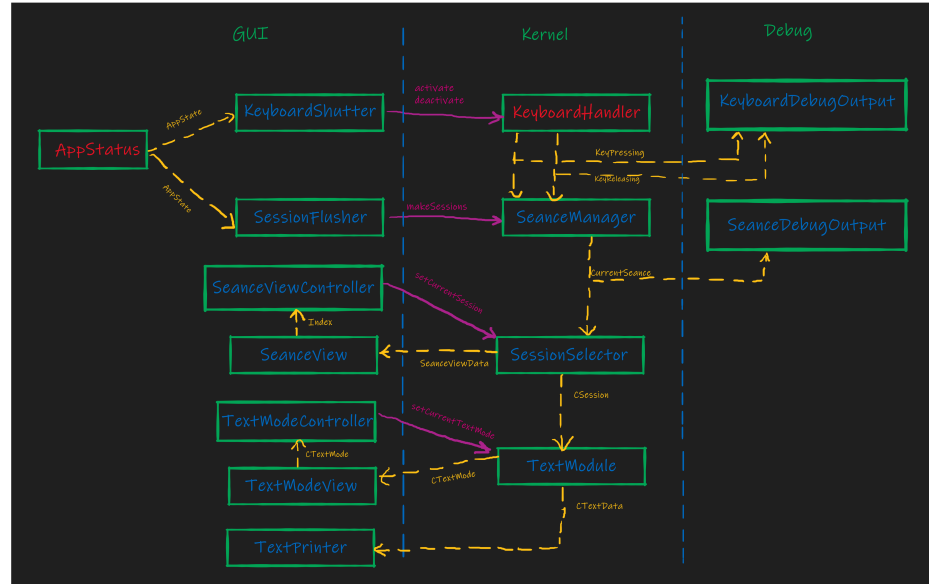 GUI
Kernel
Debug
KeyboardShutter
activate
deactivate
KeyboardHandler
KeyboardDebugOutput
AppState
AppStatus
KeyPressing
KeyReleasing
AppState
SessionFlusher
makeSessions
SeanceManager
SeanceDebugOutput
CurrentSeance
SeanceViewController
setCurrentSession
Index
SeanceView
SeanceViewData
SessionSelector
CSession
TextModeController
setCurrentTextMode
CTextMode
TextModeView
CTextMode
TextModule
CTextData
TextPrinter